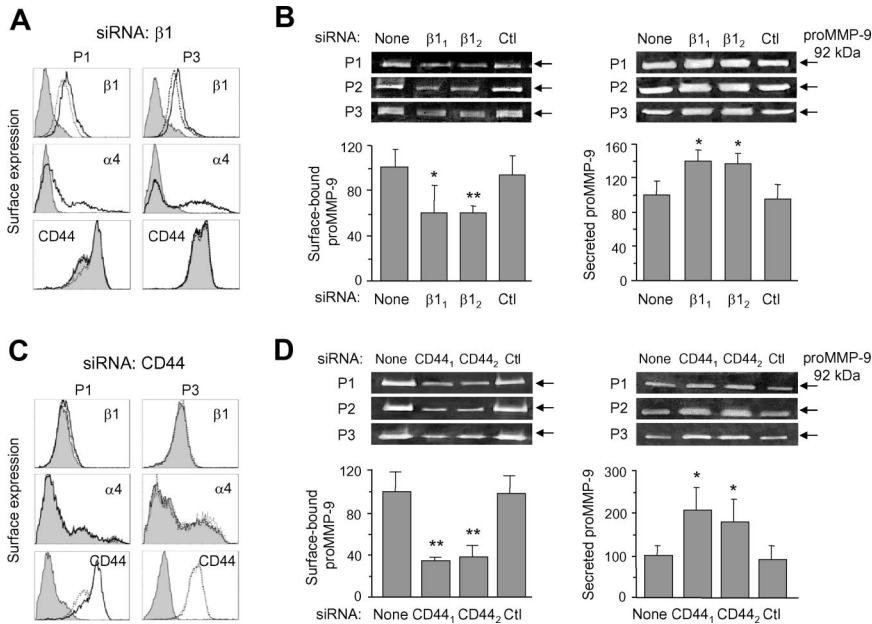 A
siRNA: β1
P1 P3
Surface expression
β1 β1
α4 α4
CD44 CD44
B
siRNA: None β1₁ β1₂ Ctl
P1
P2
P3
None β1₁ β1₂ Ctl proMMP-9
92 kDa
P1
P2
P3
Surface-bound
proMMP-9
120
80
40
0
siRNA: None β1₁ β1₂ Ctl
* **
Secreted proMMP-9
160
120
80
40
0
None β1₁ β1₂ Ctl
* *
C
siRNA: CD44
P1 P3
Surface expression
β1 β1
α4 α4
CD44 CD44
D
siRNA: None CD44₁ CD44₂ Ctl
P1
P2
P3
None CD44₁ CD44₂ Ctl proMMP-9
92 kDa
P1
P2
P3
Surface-bound
proMMP-9
120
80
40
0
siRNA: None CD44₁ CD44₂ Ctl
** **
Secreted proMMP-9
300
200
100
0
None CD44₁ CD44₂ Ctl
* *